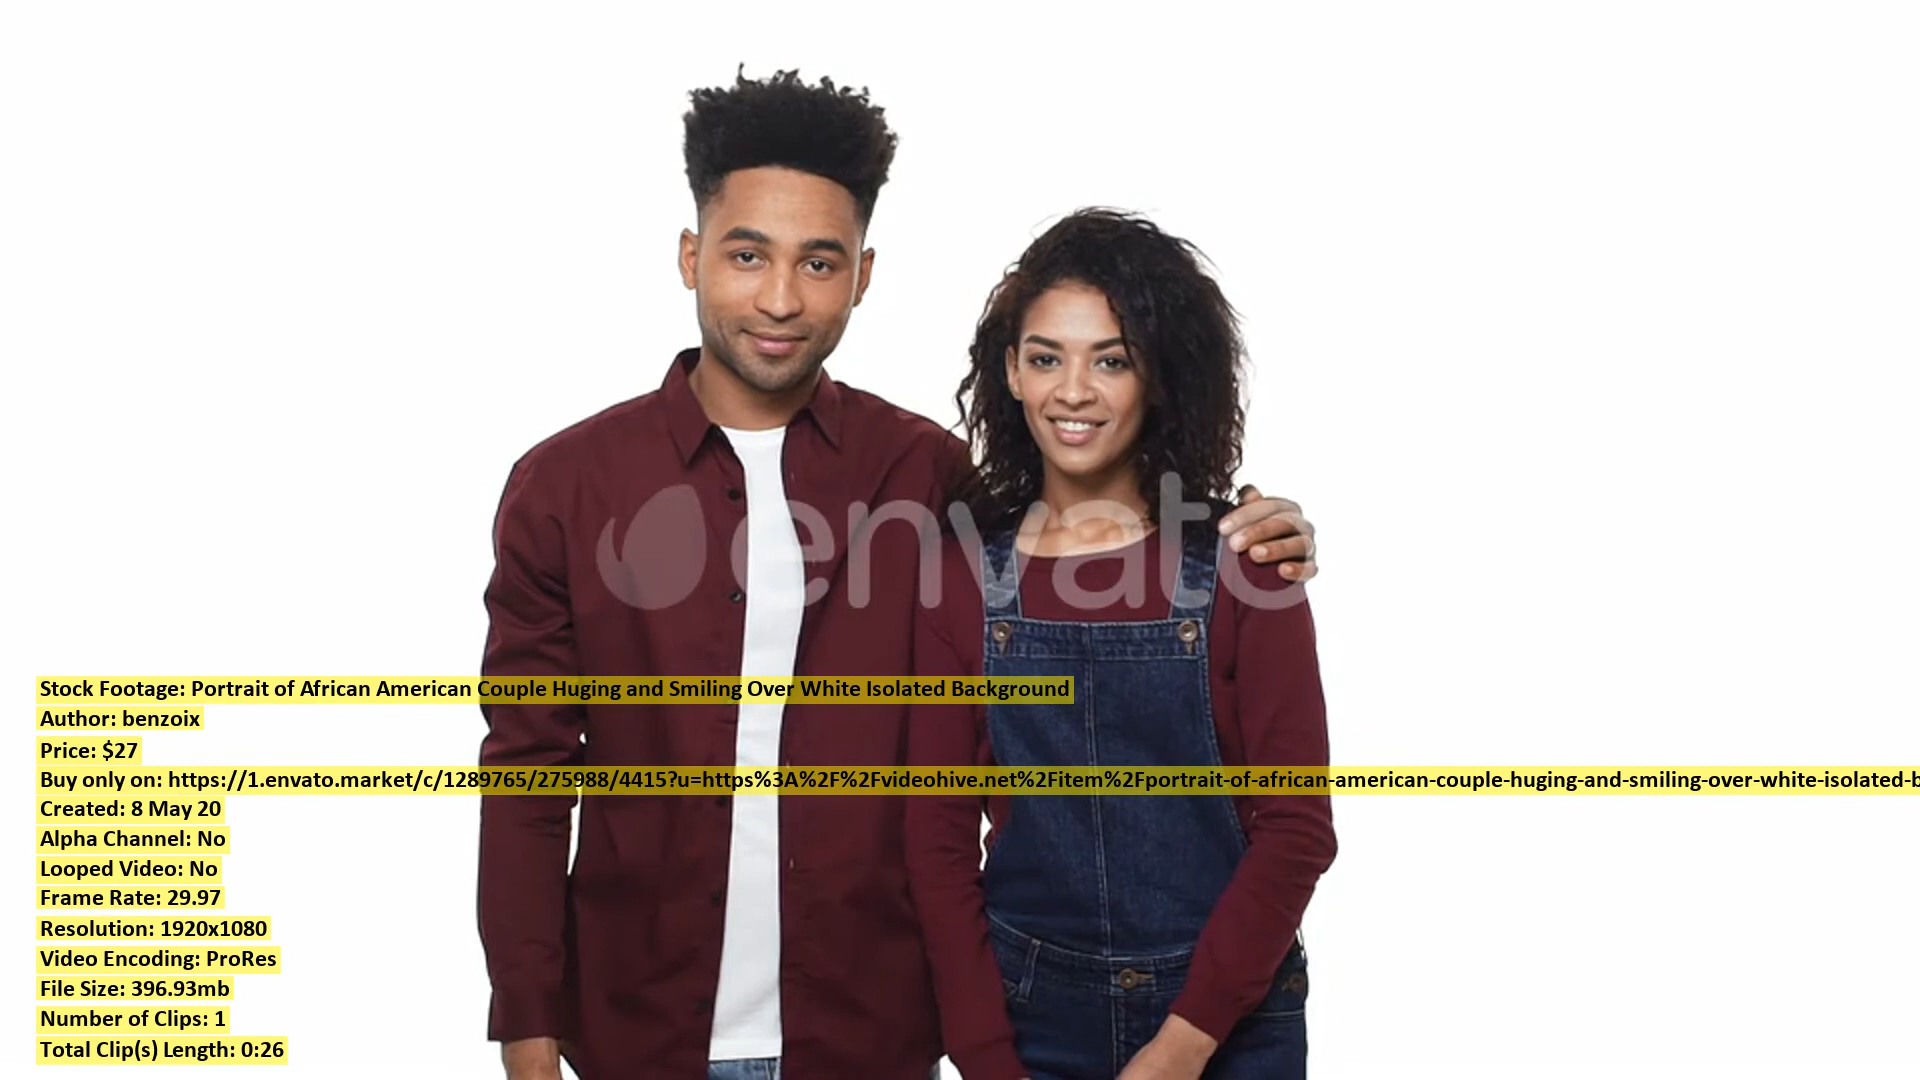 envato
Stock Footage: Portrait of African American Couple Huging and Smiling Over White Isolated Background
Author: benzoix
Price: $27
Buy only on: https://1.envato.market/c/1289765/275988/4415?u=https%3A%2F%2Fvideohive.net%2Fitem%2Fportrait-of-african-american-couple-huging-and-smiling-over-white-isolated-b
Created: 8 May 20
Alpha Channel: No
Looped Video: No
Frame Rate: 29.97
Resolution: 1920x1080
Video Encoding: ProRes
File Size: 396.93mb
Number of Clips: 1
Total Clip(s) Length: 0:26